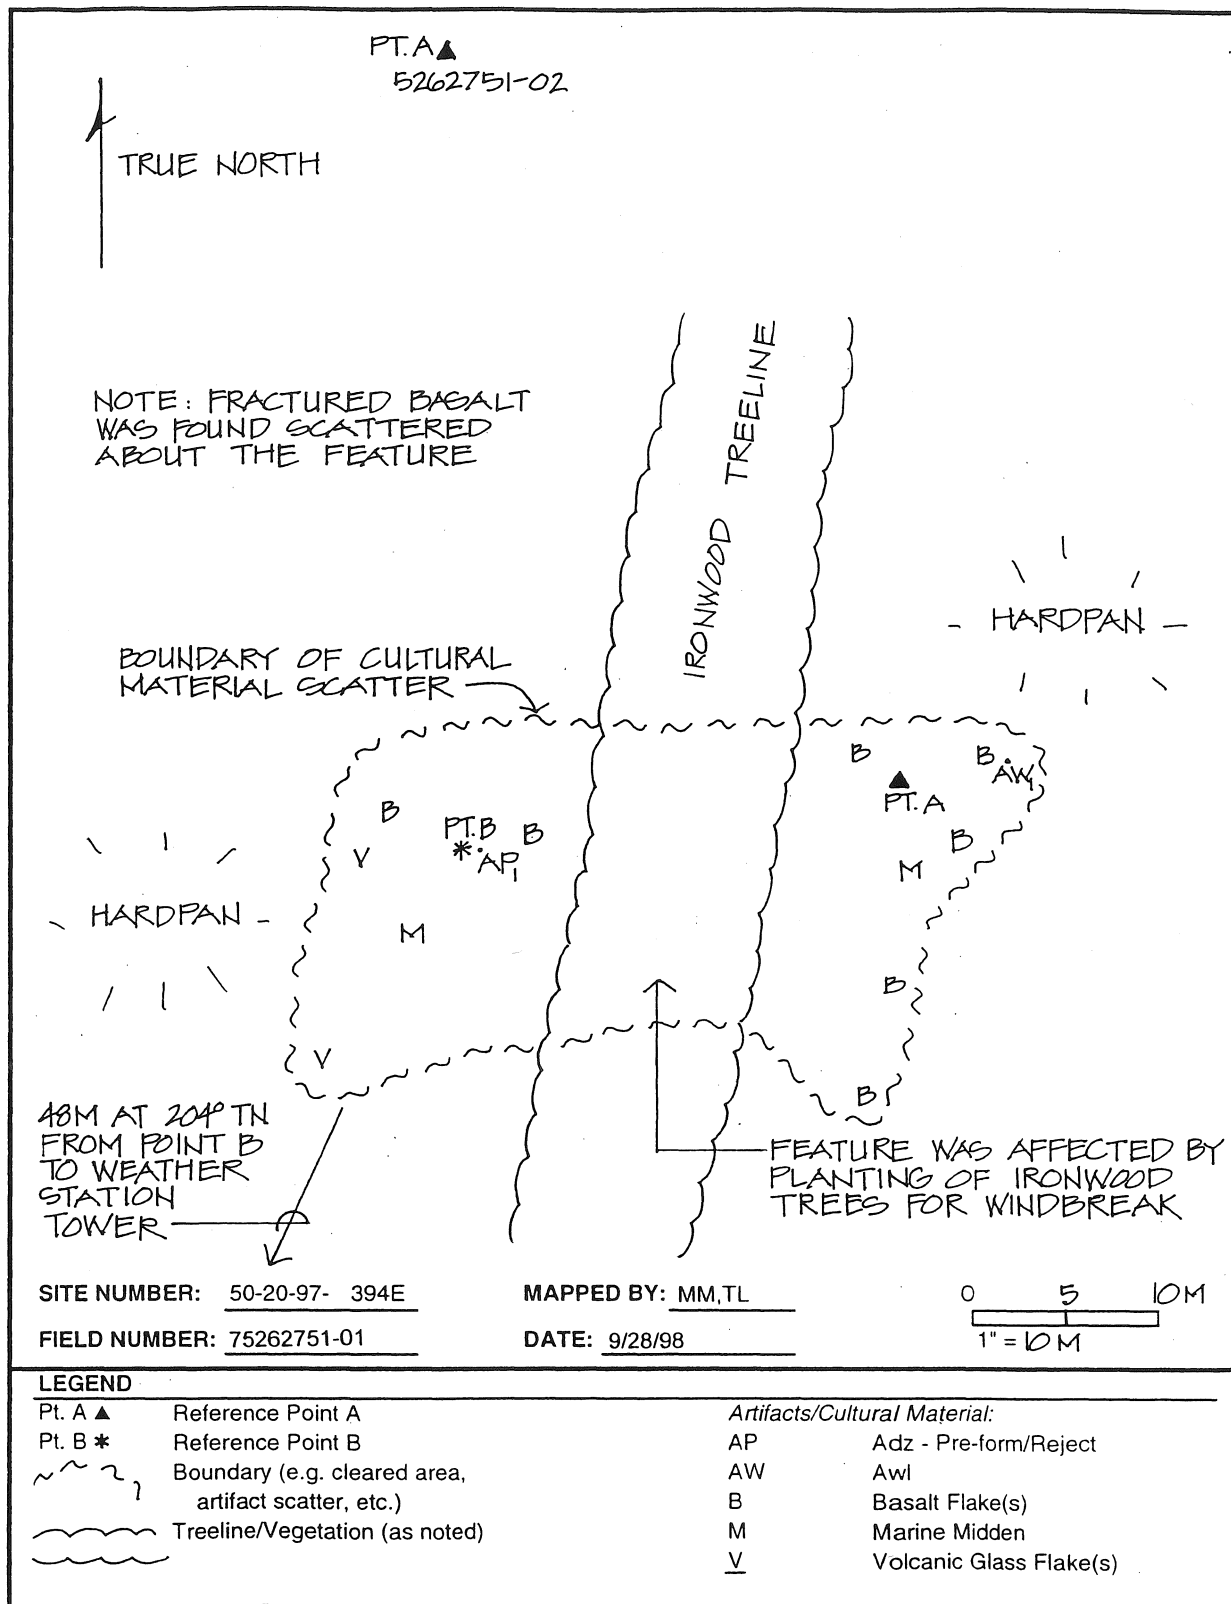 PT. A
5262751-02
TRUE NORTH
IRONWOOD TREELINE
NOTE: FRACTURED BASALT
WAS FOUND SCATTERED
ABOUT THE FEATURE
HARDPAN
BOUNDARY OF CULTURAL
MATERIAL SCATTER
B
B
AW1
PT. A
B
PT. B
B
B
V
AP1
M
HARDPAN
M
B
V
B
48M AT 204° TN
FROM POINT B
TO WEATHER
STATION
TOWER
FEATURE WAS AFFECTED BY
PLANTING OF IRONWOOD
TREES FOR WINDBREAK
SITE NUMBER: 50-20-97- 394E
MAPPED BY: MM,TL
0 5 10M
FIELD NUMBER: 75262751-01
DATE: 9/28/98
1" = 10 M
LEGEND
Pt. A ▲ Reference Point A
Pt. B * Reference Point B
Boundary (e.g. cleared area,
artifact scatter, etc.)
Treeline/Vegetation (as noted)
Artifacts/Cultural Material:
AP Adz - Pre-form/Reject
AW Awl
B Basalt Flake(s)
M Marine Midden
V Volcanic Glass Flake(s)